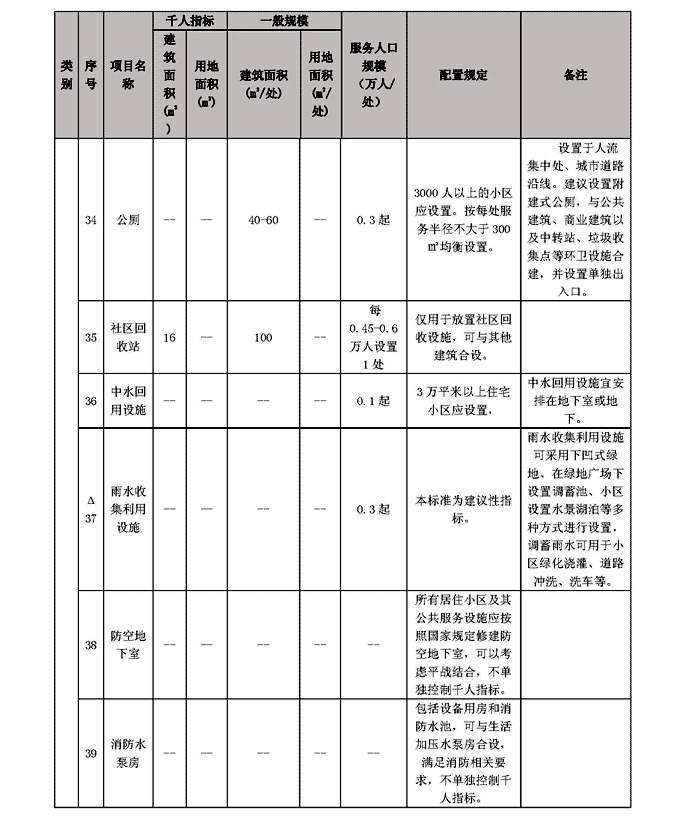 类别
序号
项目名称
千人指标
建筑面积(㎡)
用地面积(㎡)
一般规模
建筑面积(㎡/处)
用地面积(㎡/处)
服务人口规模（万人/处）
配置规定
备注
34
公厕
--
--
40-60
--
0.3起
3000 人以上的小区
应设置。按每处服
务半径不大于 300
㎡均衡设置。
设置于人流
集中处、城市道路
沿线。建议设置附
建式公厕，与公共
建筑、商业建筑以
及中转站、垃圾收
集点等环卫设施合
建，并设置单独出
入口。
35
社区回
收站
16
--
100
--
每
0.45-0.6
万人设置
1 处
仅用于放置社区回
收设施，可与其他
建筑合设。
36
中水回
用设施
--
--
--
--
0.1起
3 万平米以上住宅
小区应设置，
中水回用设施宜安
排在地下室或地
下。
Δ
37
雨水收
集利用
设施
--
--
--
--
0.3起
本标准为建议性指
标。
雨水收集利用设施
可采用下凹式绿
地、在绿地广场下
设置调蓄池、小区
设置水景湖泊等多
种方式进行设置，
调蓄雨水可用于小
区绿化浇灌、道路
冲洗、洗车等。
38
防空地
下室
--
--
--
--
--
所有居住小区及其
公共服务设施应按
照国家规定修建防
空地下室，可以考
虑平战结合，不单
独控制千人指标。
39
消防水
泵房
--
--
--
--
--
包括设备用房和消
防水池，可与生活
加压水泵房合设，
满足消防相关要
求，不单独控制千
人指标。